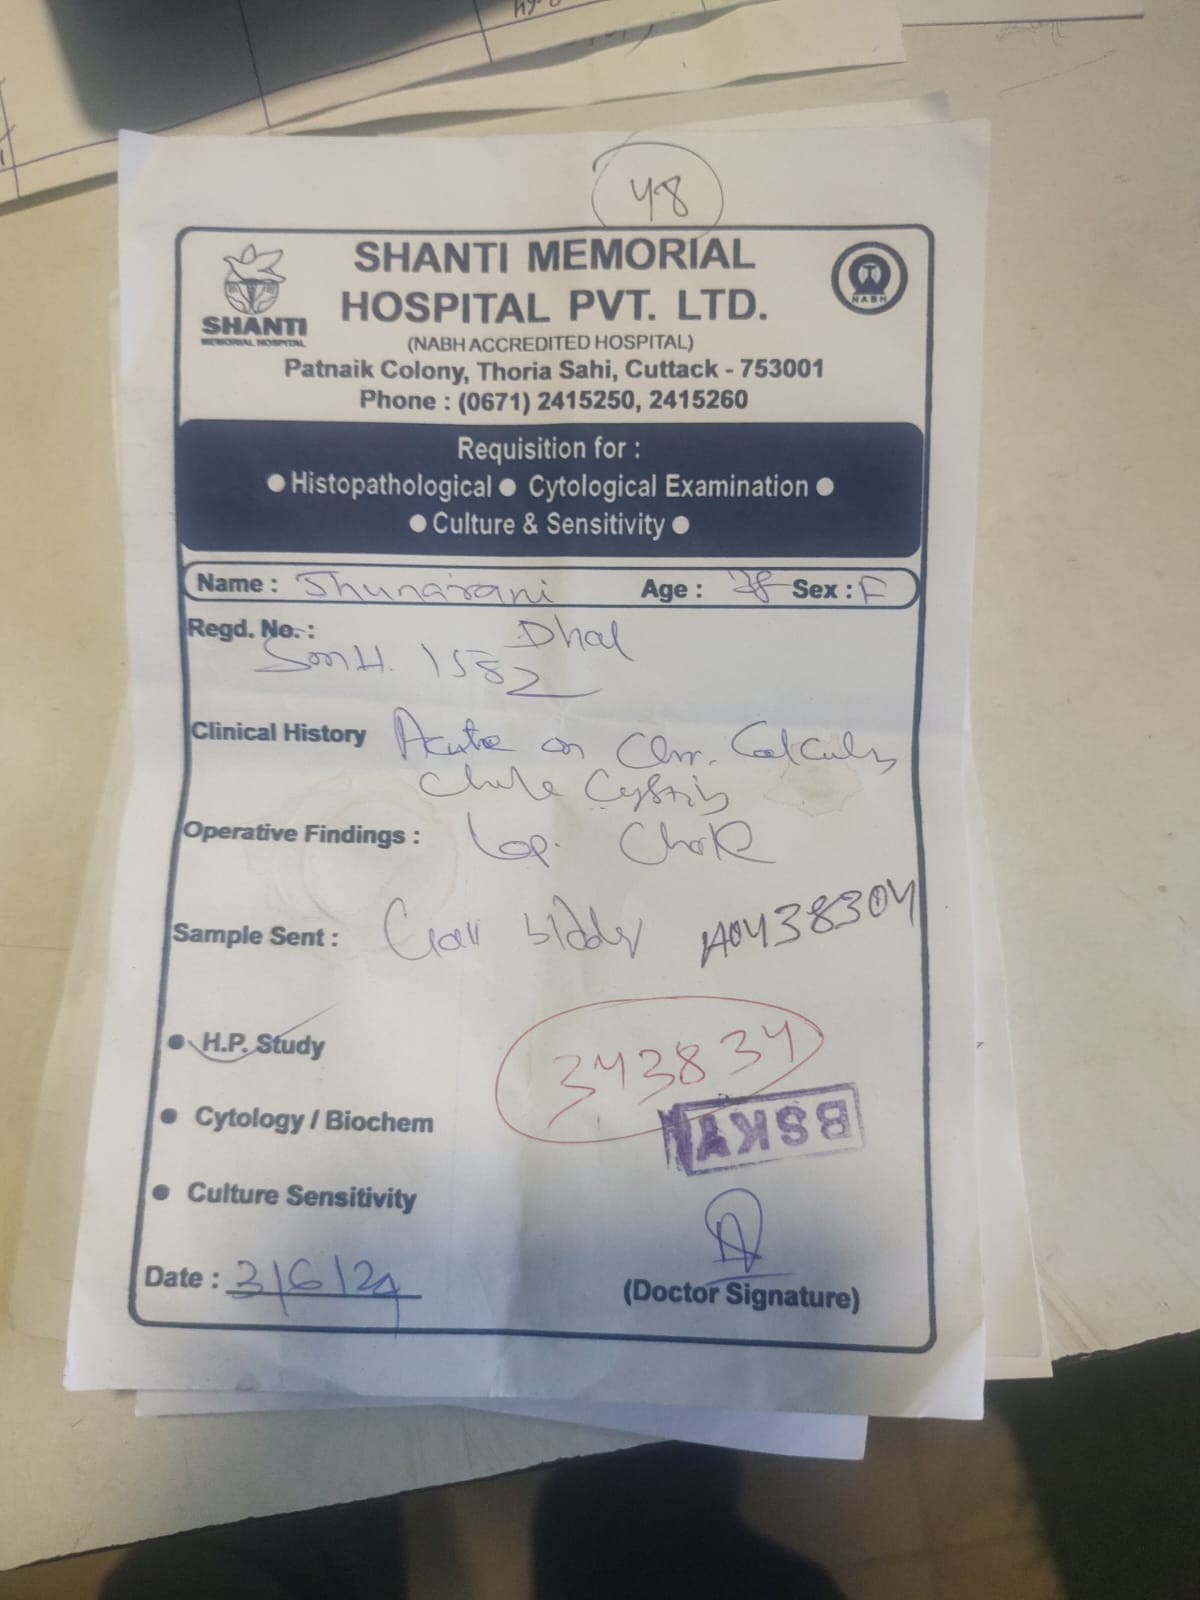 48
SHANTI MEMORIAL
HOSPITAL PVT. LTD.
SHANTI
MEMORIAL HOSPITAL
NABH
(NABH ACCREDITED HOSPITAL)
Patnaik Colony, Thoria Sahi, Cuttack - 753001
Phone : (0671) 2415250, 2415260
Requisition for :
● Histopathological ● Cytological Examination ●
● Culture & Sensitivity ●
Name : Jhunarani Age : Sex : F
Dhal
Regd. No. :
SMH. 1582
Clinical History Acute on Chr. Calculus
Chole Cystitis
Operative Findings : Lap. Chole
Sample Sent : Gall bladder A0438304
● H.P. Study
343834
● Cytology / Biochem
BSKY
● Culture Sensitivity
Date : 3/6/24
(Doctor Signature)